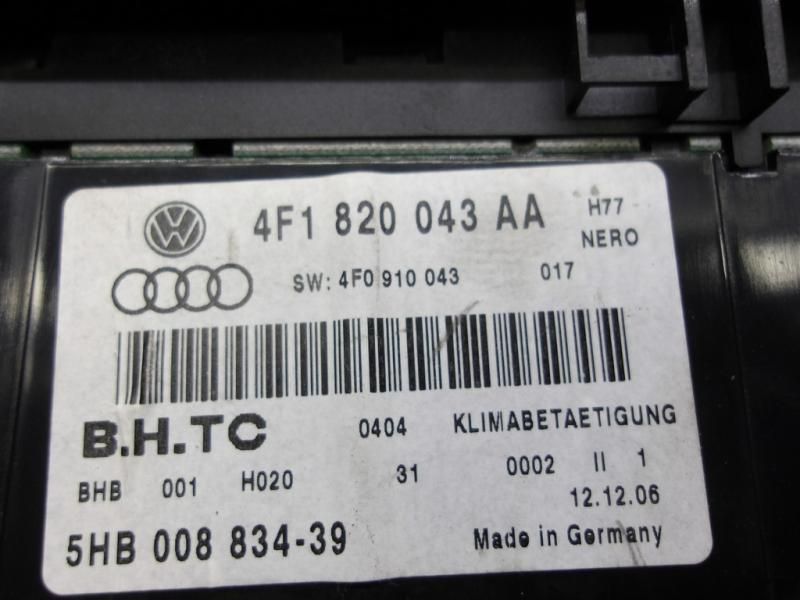 4F1 820 043 AA H77
NERO
SW: 4F0 910 043 017
B.H.TC 0404 KLIMABETAETIGUNG
BHB 001 H020 31 0002 II 1
12.12.06
5HB 008 834-39 Made in Germany